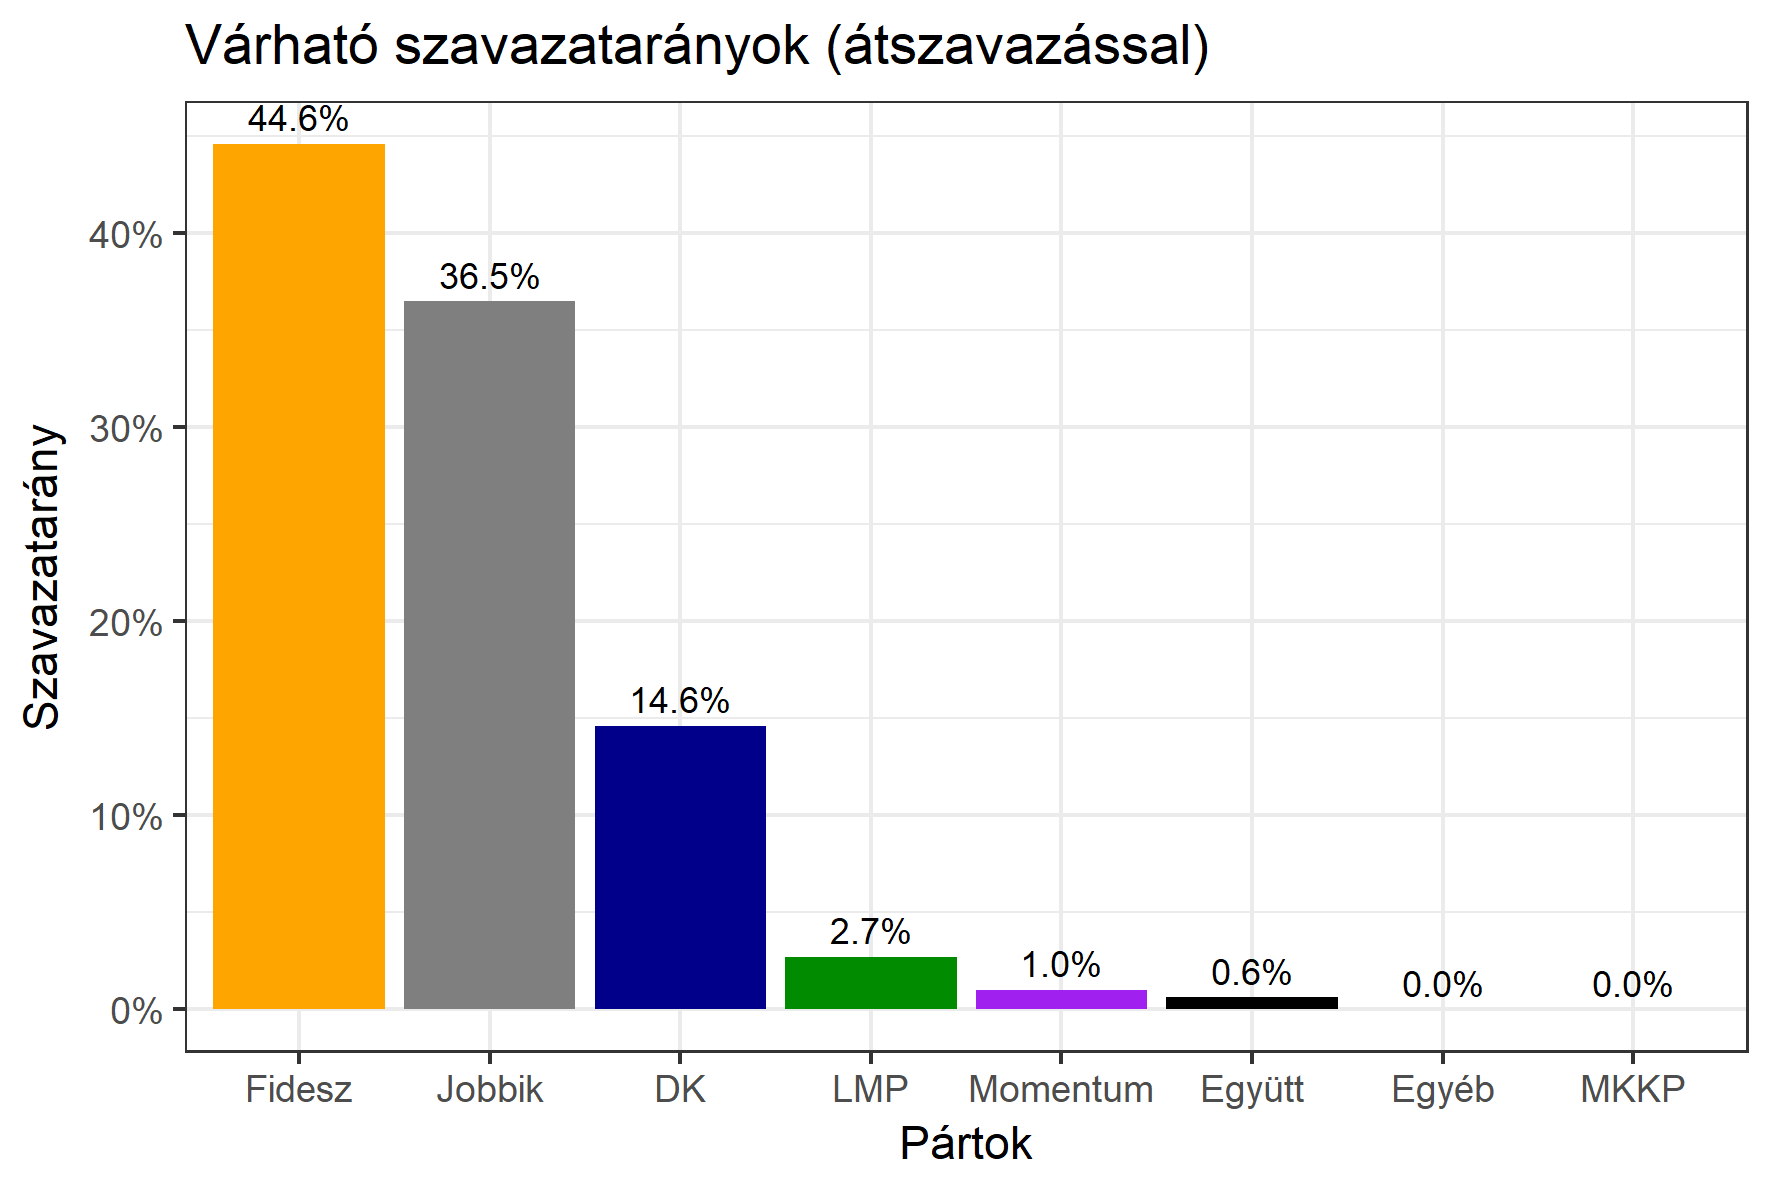 Várható szavazatarányok (átszavazással)
44.6%
36.5%
14.6%
2.7%
1.0%
0.6%
0.0%
0.0%
40%
30%
20%
10%
0%
Szavazatarány
Fidesz
Jobbik
DK
LMP
Momentum
Együtt
Egyéb
MKKP
Pártok